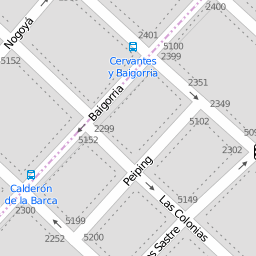 Nogoyá
2401
5100
2399
Cervantes
y Baigorria
5152
2351
2349
Baigorria
5102
2299
5152
2302
Peiping
Calderón
de la Barca
2300
5149
Las Colonias
5199
2252
5200
Sastre